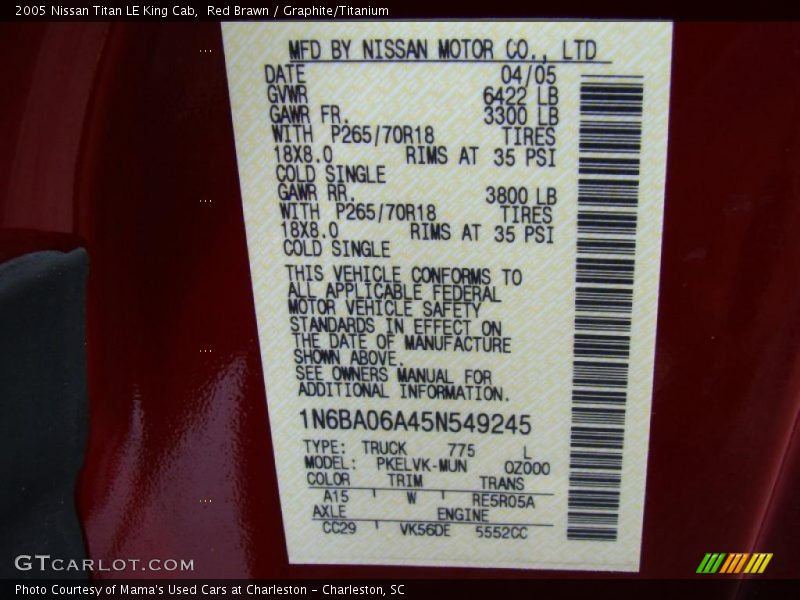 2005 Nissan Titan LE King Cab, Red Brawn / Graphite/Titanium
MFD BY NISSAN MOTOR CO., LTD
DATE 04/05
GVWR 6422 LB
GAWR FR. 3300 LB
WITH P265/70R18 TIRES
18X8.0 RIMS AT 35 PSI
COLD SINGLE
GAWR RR. 3800 LB
WITH P265/70R18 TIRES
18X8.0 RIMS AT 35 PSI
COLD SINGLE
THIS VEHICLE CONFORMS TO
ALL APPLICABLE FEDERAL
MOTOR VEHICLE SAFETY
STANDARDS IN EFFECT ON
THE DATE OF MANUFACTURE
SHOWN ABOVE.
SEE OWNERS MANUAL FOR
ADDITIONAL INFORMATION.
1N6BA06A45N549245
TYPE: TRUCK 775 L
MODEL: PKELVK-MUN OZ000
COLOR TRIM TRANS
A15 W RE5R05A
AXLE ENGINE
CC29 VK56DE 5552CC
GTCARLOT.COM
Photo Courtesy of Mama's Used Cars at Charleston - Charleston, SC